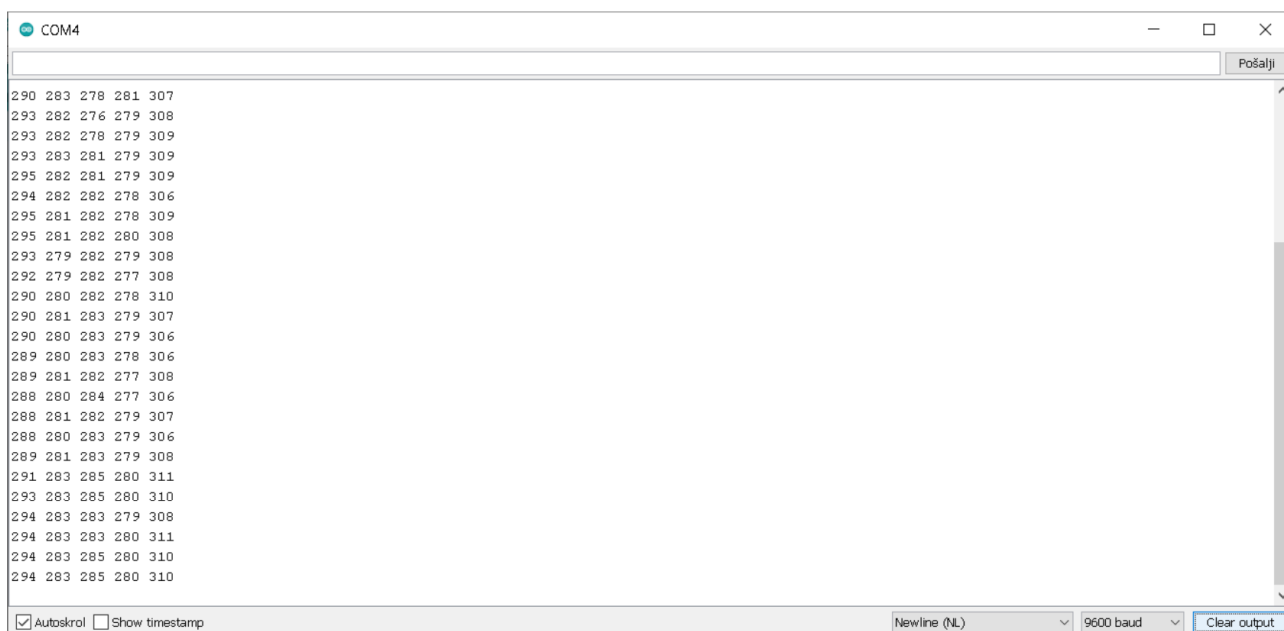 COM4
Pošalji
290 283 278 281 307
293 282 276 279 308
293 282 278 279 309
293 283 281 279 309
295 282 281 279 309
294 282 282 278 306
295 281 282 278 309
295 281 282 280 308
293 279 282 279 308
292 279 282 277 308
290 280 282 278 310
290 281 283 279 307
290 280 283 279 306
289 280 283 278 306
289 281 282 277 308
288 280 284 277 306
288 281 282 279 307
288 280 283 279 306
289 281 283 279 308
291 283 285 280 311
293 283 285 280 310
294 283 283 279 308
294 283 283 280 311
294 283 285 280 310
294 283 285 280 310
Autoskrol Show timestamp Newline (NL) 9600 baud Clear output